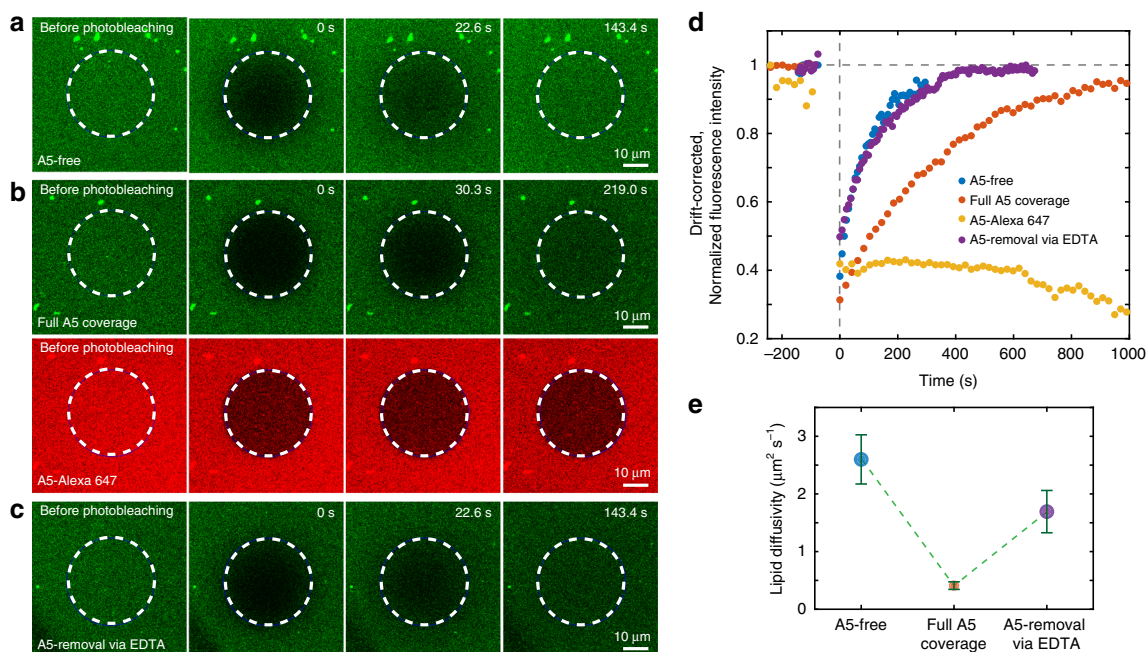 a
Before photobleaching
0 s
22.6 s
143.4 s
A5-free
10 μm
b
Before photobleaching
0 s
30.3 s
219.0 s
Full A5 coverage
10 μm
Before photobleaching
A5-Alexa 647
10 μm
c
Before photobleaching
0 s
22.6 s
143.4 s
A5-removal via EDTA
10 μm
d
Drift-corrected,
Normalized fluorescence intensity
1
0.8
0.6
0.4
0.2
A5-free
Full A5 coverage
A5-Alexa 647
A5-removal via EDTA
−200 0 200 400 600 800 1000
Time (s)
e
Lipid diffusivity (μm² s⁻¹)
3
2
1
0
A5-free
Full A5
coverage
A5-removal
via EDTA